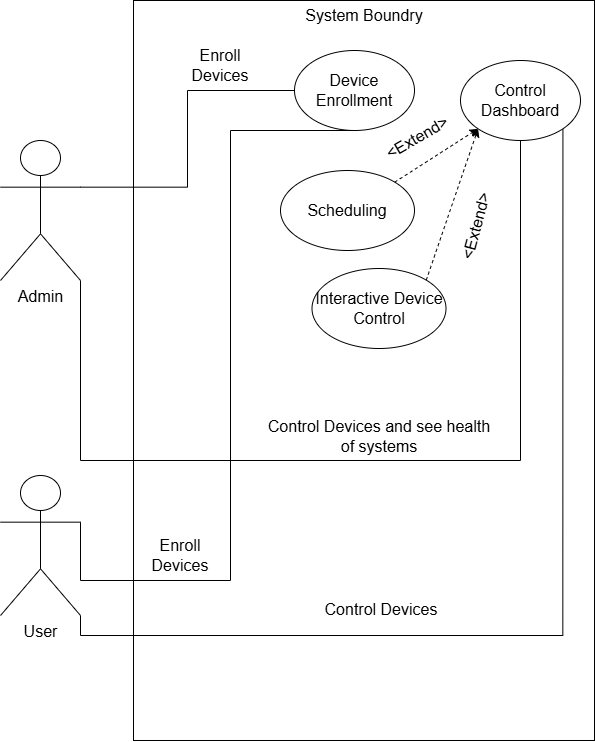 System Boundry
Enroll
Devices
Device
Enrollment
Control
Dashboard
<Extend>
Scheduling
<Extend>
Admin
Interactive Device
Control
Control Devices and see health
of systems
Enroll
Devices
Control Devices
User